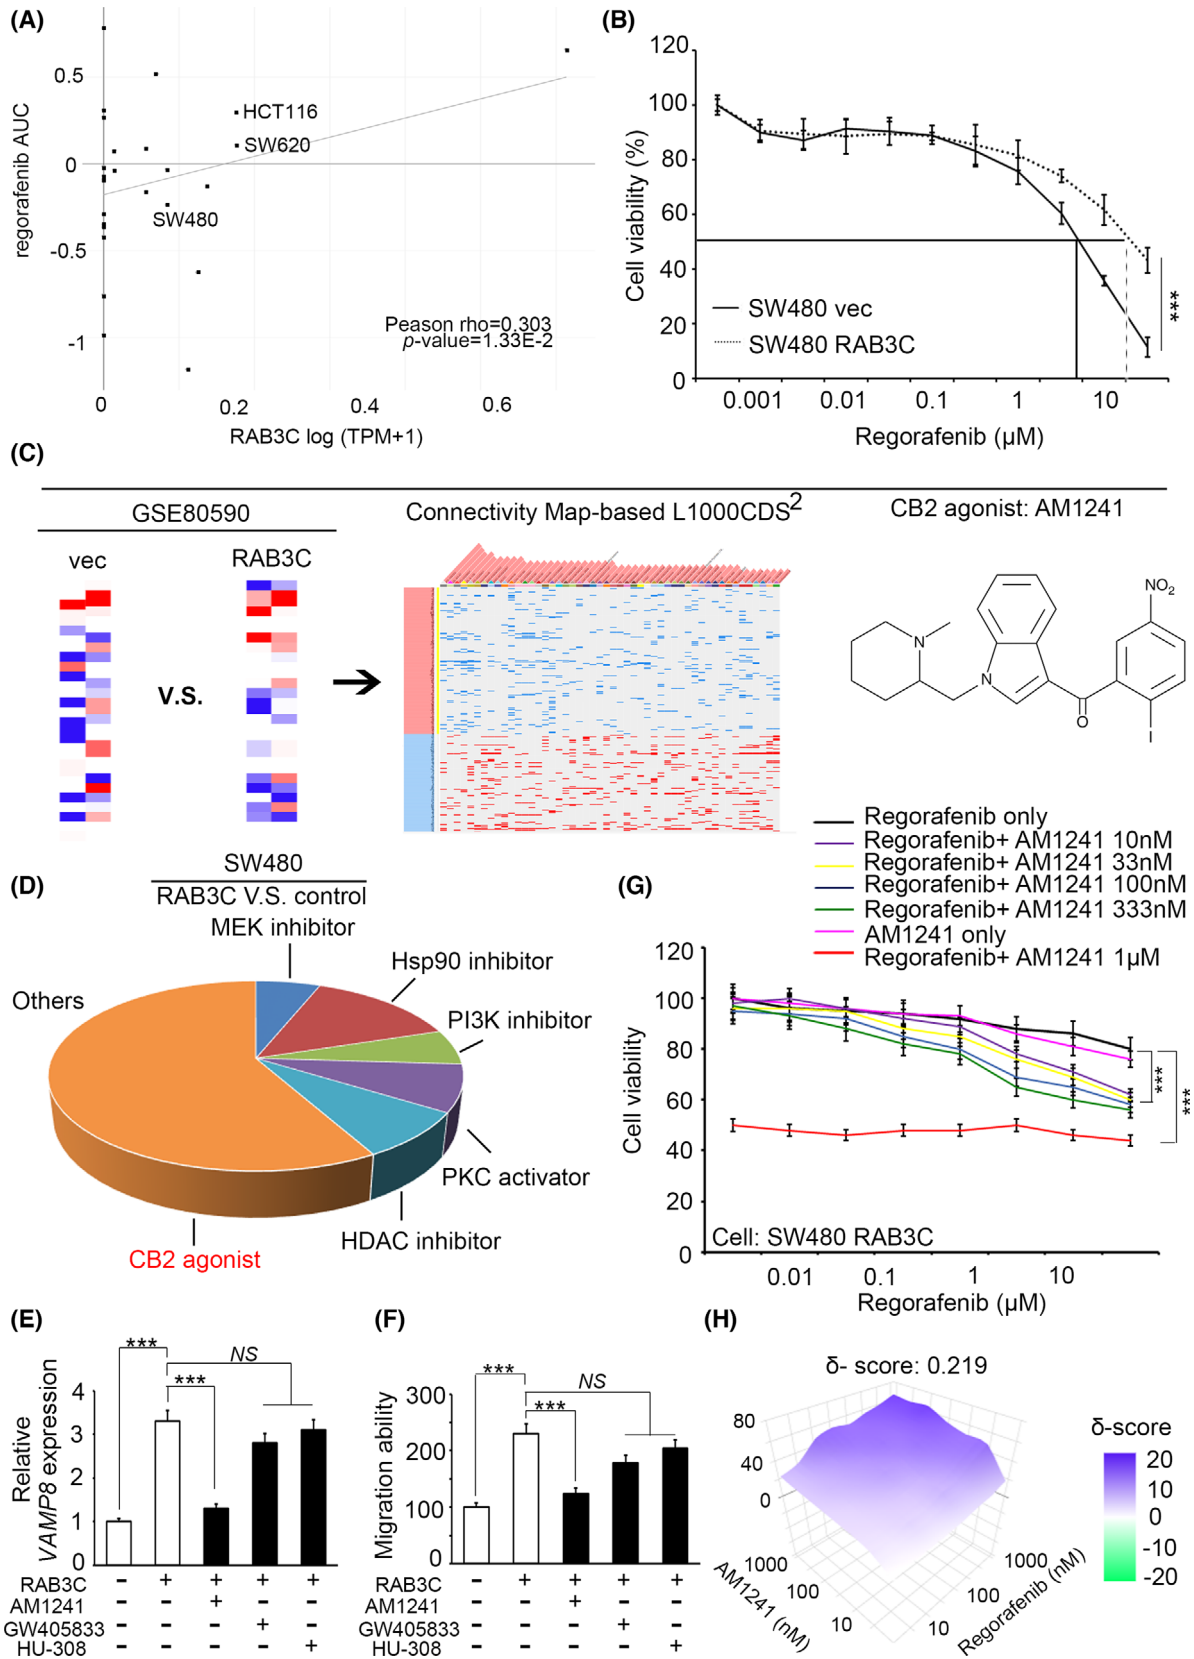 (A)
0.5
0
-0.5
-1
regorafenib AUC
HCT116
SW620
SW480
Peason rho=0.303
p-value=1.33E-2
0 0.2 0.4 0.6
RAB3C log (TPM+1)
(B)
120
100
80
60
40
20
0
Cell viability (%)
SW480 vec
SW480 RAB3C
***
0.001 0.01 0.1 1 10
Regorafenib (µM)
(C)
GSE80590
vec RAB3C
V.S.
SW480
RAB3C V.S. control
Connectivity Map-based L1000CDS2
CB2 agonist: AM1241
N
N
O
I
NO2
(D)
MEK inhibitor
Hsp90 inhibitor
PI3K inhibitor
PKC activator
HDAC inhibitor
CB2 agonist
Others
(G)
Regorafenib only
Regorafenib+ AM1241 10nM
Regorafenib+ AM1241 33nM
Regorafenib+ AM1241 100nM
Regorafenib+ AM1241 333nM
AM1241 only
Regorafenib+ AM1241 1µM
120
100
80
60
40
20
0
Cell viability
***
***
Cell: SW480 RAB3C
0.01 0.1 1 10
Regorafenib (µM)
(E)
Relative
VAMP8 expression
4
3
2
1
0
***
***
NS
RAB3C - + + + +
AM1241 - - + - -
GW405833 - - - + -
HU-308 - - - - +
(F)
Migration ability
300
200
100
0
***
***
NS
RAB3C - + + + +
AM1241 - - + - -
GW405833 - - - + -
HU-308 - - - - +
(H)
δ- score: 0.219
80
40
0
1000
100
10
AM1241 (nM)
1000
100
10
Regorafenib (nM)
δ-score
20
10
0
-10
-20